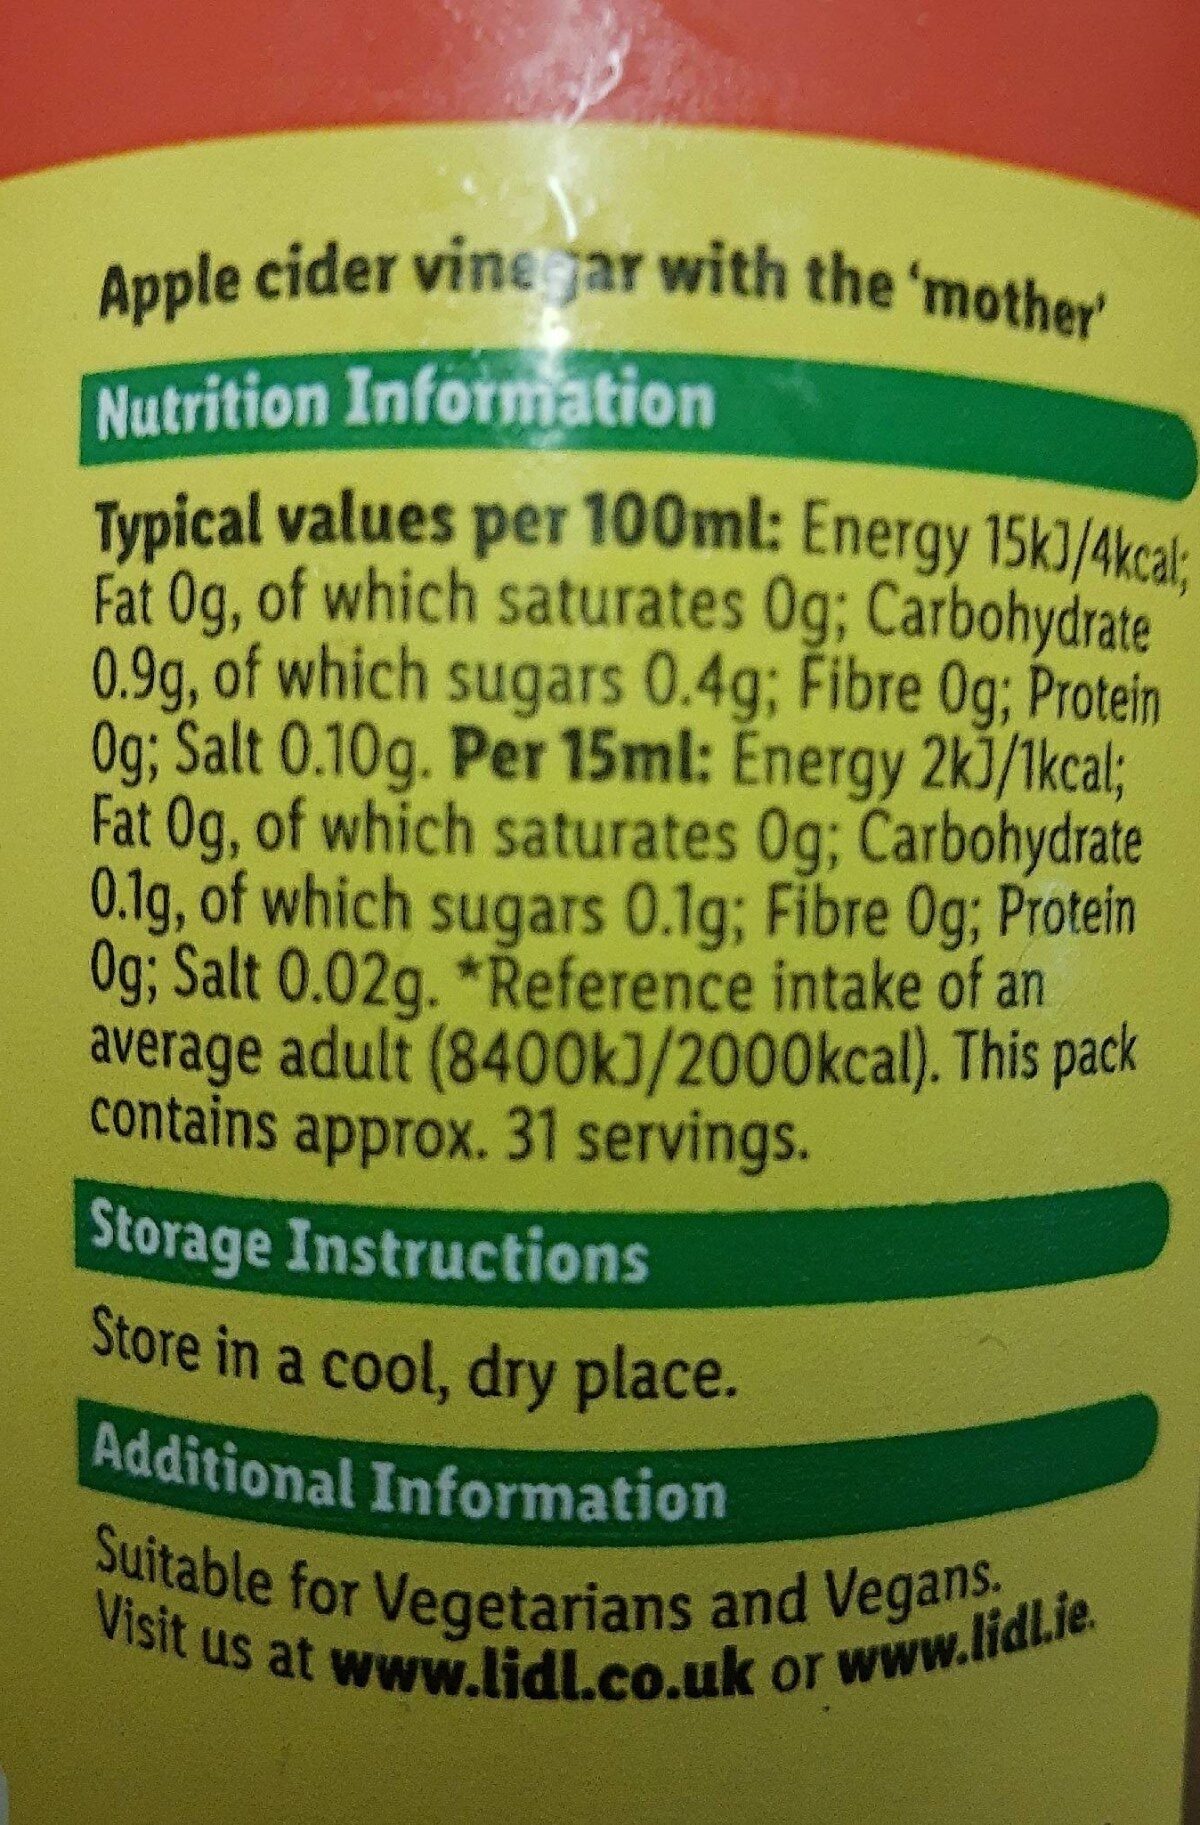 Apple cider vinegar with the ‘mother’
Nutrition Information
Typical values per 100ml: Energy 15kJ/4kcal;
Fat 0g, of which saturates 0g; Carbohydrate
0.9g, of which sugars 0.4g; Fibre 0g; Protein
0g; Salt 0.10g. Per 15ml: Energy 2kJ/1kcal;
Fat 0g, of which saturates 0g; Carbohydrate
0.1g, of which sugars 0.1g; Fibre 0g; Protein
0g; Salt 0.02g. *Reference intake of an
average adult (8400kJ/2000kcal). This pack
contains approx. 31 servings.
Storage Instructions
Store in a cool, dry place.
Additional Information
Suitable for Vegetarians and Vegans.
Visit us at www.lidl.co.uk or www.lidl.ie.